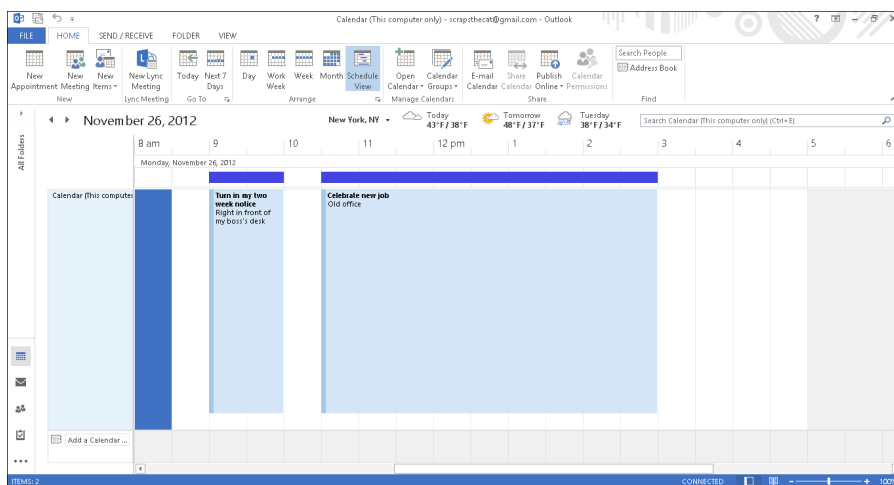 Calendar (This computer only) - scrapsthecat@gmail.com - Outlook
FILE HOME SEND / RECEIVE FOLDER VIEW
New Appointment
New Meeting
New Items
New
New Lync Meeting
Lync Meeting
Today
Next 7 Days
Go To
Day
Work Week
Week
Month
Schedule View
Arrange
Open Calendar
Calendar Groups
Manage Calendars
E-mail Calendar
Share Calendar
Publish Online
Calendar Permissions
Share
Search People
Address Book
Find
All Folders
November 26, 2012
New York, NY
Today
43°F / 38°F
Tomorrow
48°F / 37°F
Tuesday
38°F / 34°F
Search Calendar (This computer only) (Ctrl+E)
8 am 9 10 11 12 pm 1 2 3 4 5 6
Monday, November 26, 2012
Calendar (This computer
Turn in my two
week notice
Right in front of
my boss's desk
Celebrate new job
Old office
Add a Calendar ...
ITEMS: 2
CONNECTED
100%